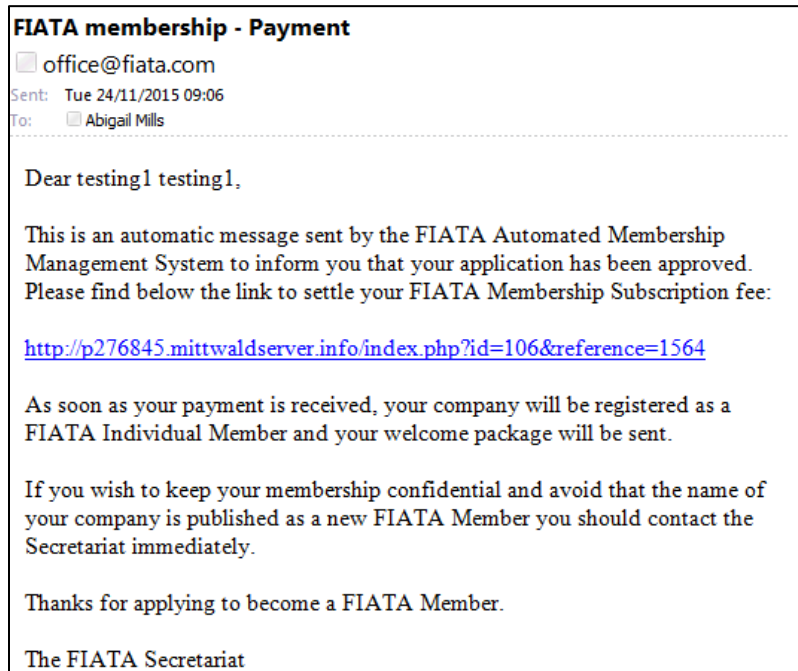 FIATA membership - Payment
office@fiata.com
Sent: Tue 24/11/2015 09:06
To: Abigail Mills
Dear testing1 testing1,
This is an automatic message sent by the FIATA Automated Membership
Management System to inform you that your application has been approved.
Please find below the link to settle your FIATA Membership Subscription fee:
http://p276845.mittwaldserver.info/index.php?id=106&reference=1564
As soon as your payment is received, your company will be registered as a
FIATA Individual Member and your welcome package will be sent.
If you wish to keep your membership confidential and avoid that the name of
your company is published as a new FIATA Member you should contact the
Secretariat immediately.
Thanks for applying to become a FIATA Member.
The FIATA Secretariat